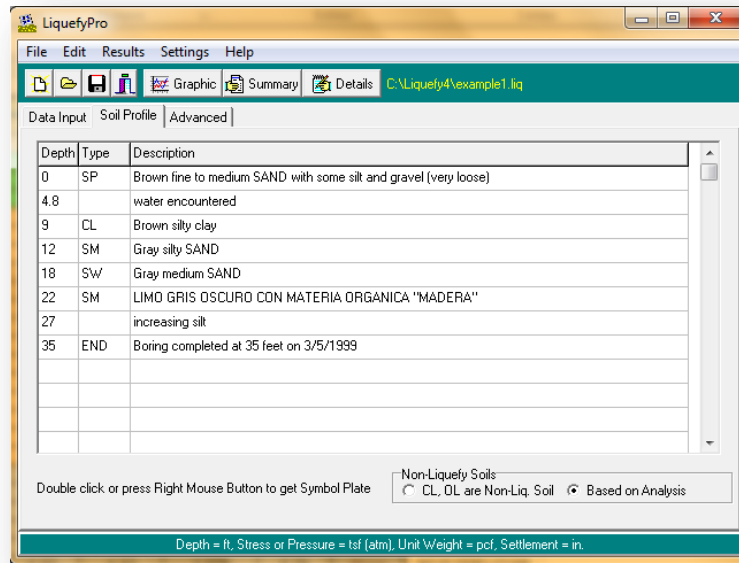 LiquefyPro
File Edit Results Settings Help
Graphic Summary Details C:\Liquefy4\example1.liq
Data Input Soil Profile Advanced
Depth Type Description
0 SP Brown fine to medium SAND with some silt and gravel (very loose)
4.8 water encountered
9 CL Brown silty clay
12 SM Gray silty SAND
18 SW Gray medium SAND
22 SM LIMO GRIS OSCURO CON MATERIA ORGANICA "MADERA"
27 increasing silt
35 END Boring completed at 35 feet on 3/5/1999
Non-Liquefy Soils
Double click or press Right Mouse Button to get Symbol Plate CL, OL are Non-Liq. Soil Based on Analysis
Depth = ft, Stress or Pressure = tsf (atm), Unit Weight = pcf, Settlement = in.